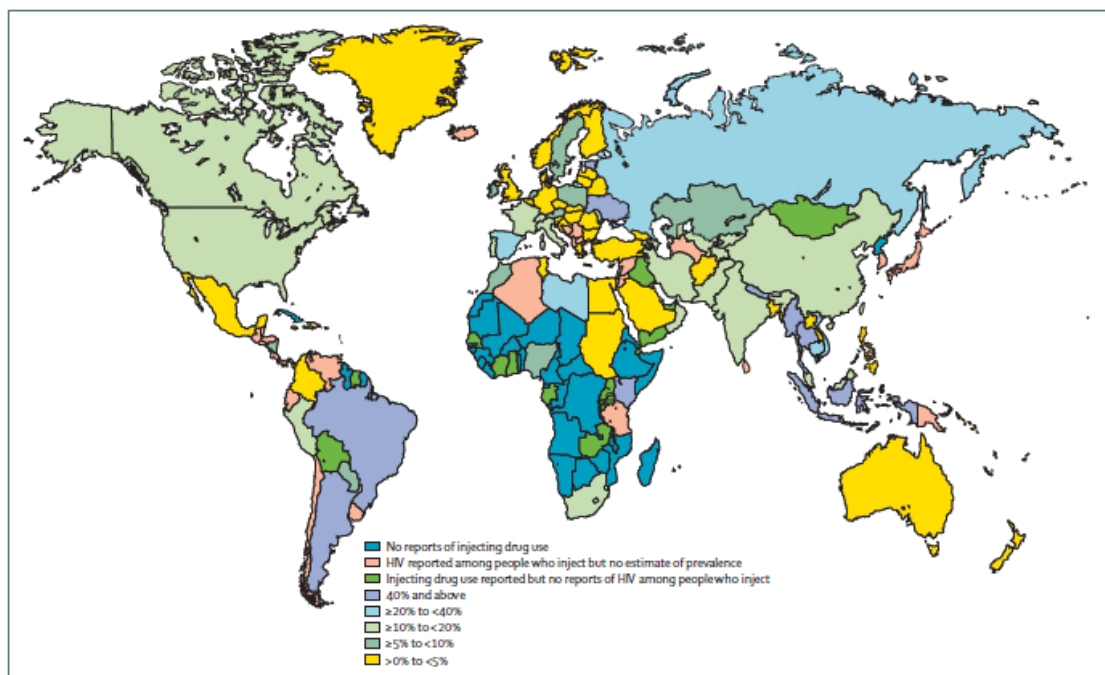 No reports of injecting drug use
HIV reported among people who inject but no estimate of prevalence
Injecting drug use reported but no reports of HIV among people who inject
40% and above
≥20% to <40%
≥10% to <20%
≥5% to <10%
>0% to <5%